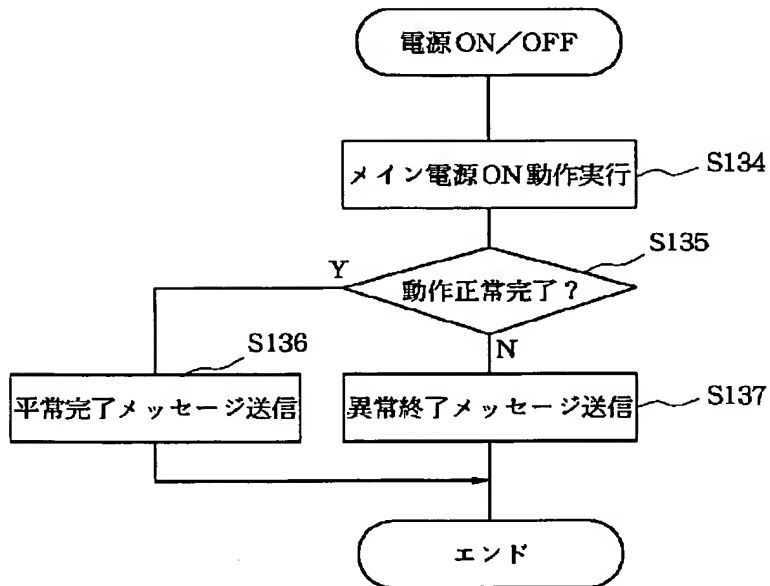 電源ON/OFF
メイン電源ON動作実行
S134
S135
Y
動作正常完了?
N
S136
平常完了メッセージ送信
異常終了メッセージ送信
S137
エンド